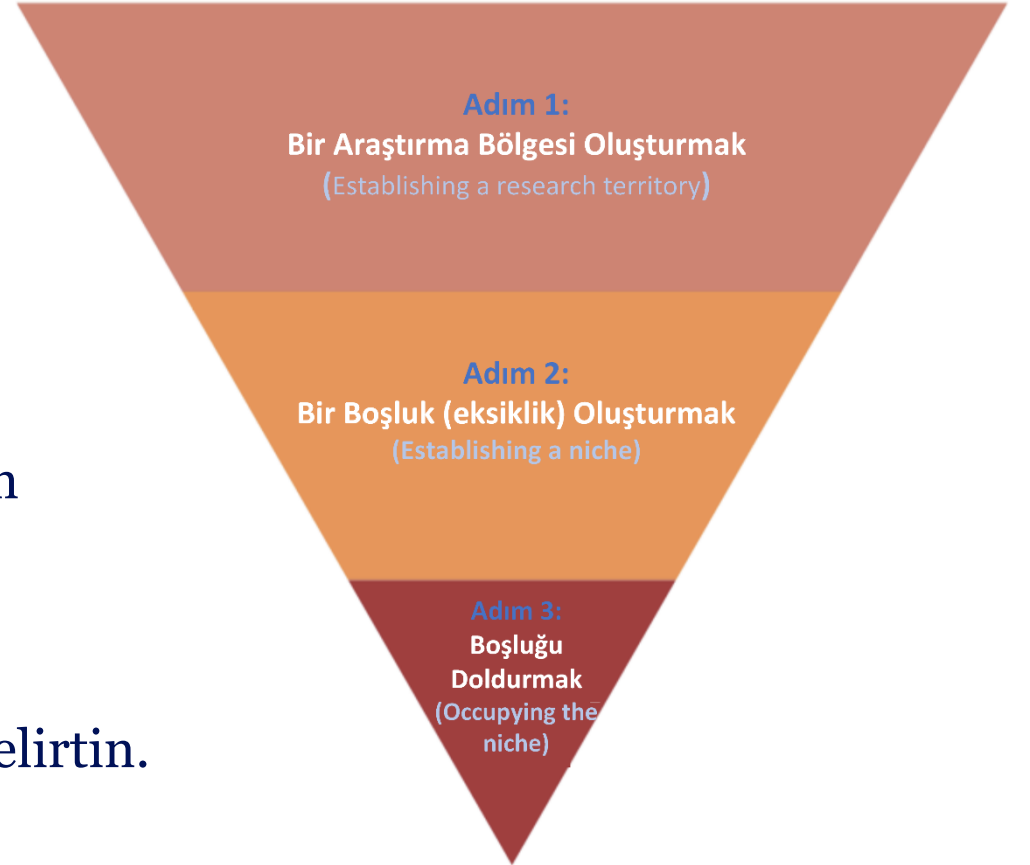 Adım 1:
Bir Araştırma Bölgesi Oluşturmak
(Establishing a research territory)
Adım 2:
Bir Boşluk (eksiklik) Oluşturmak
(Establishing a niche)
Adım 3:
Boşluğu
Doldurmak
(Occupying the
niche)